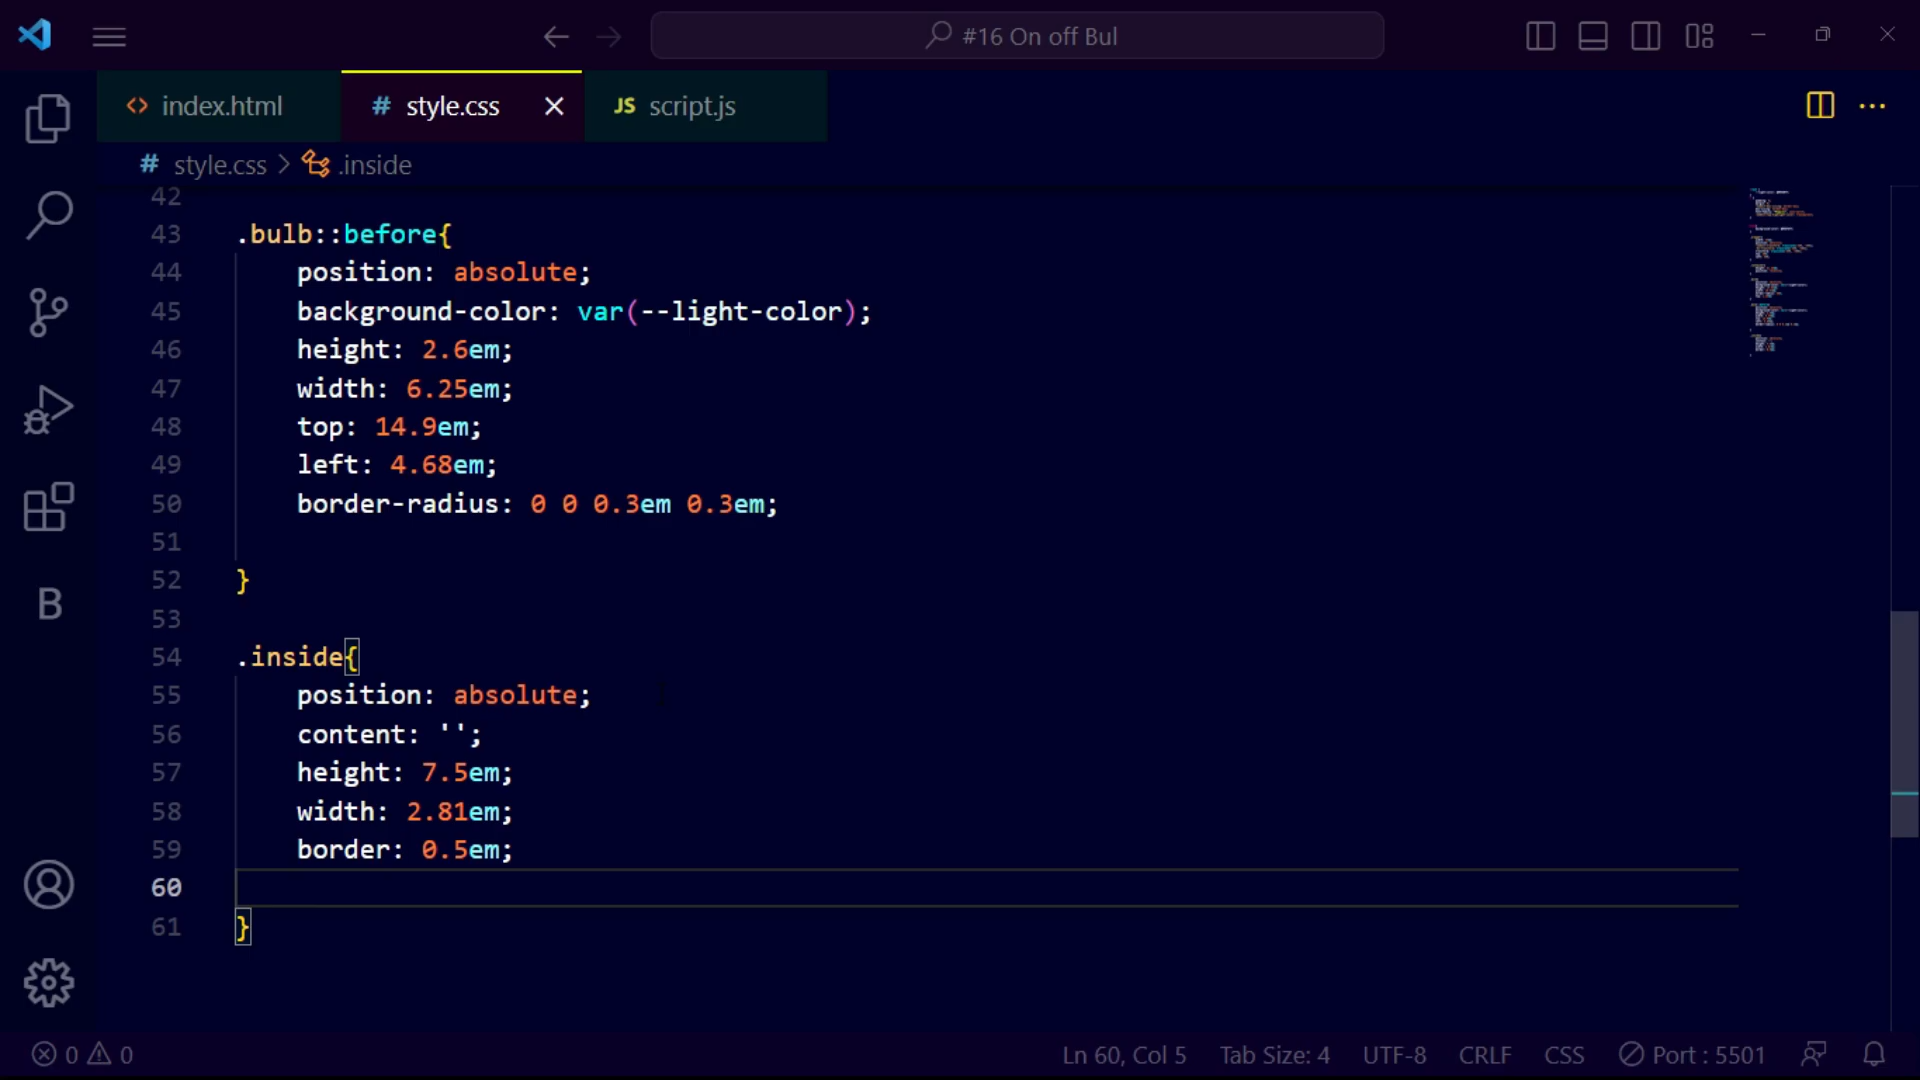 #16 On off Bul
index.html
# style.css
JS script.js
# style.css > .inside
42
43 .bulb::before{
44 position: absolute;
45 background-color: var(--light-color);
46 height: 2.6em;
47 width: 6.25em;
48 top: 14.9em;
49 left: 4.68em;
50 border-radius: 0 0 0.3em 0.3em;
51
52 }
53
54 .inside{
55 position: absolute;
56 content: '';
57 height: 7.5em;
58 width: 2.81em;
59 border: 0.5em;
60
61 }
B
0 0
Ln 60, Col 5 Tab Size: 4 UTF-8 CRLF CSS Port : 5501